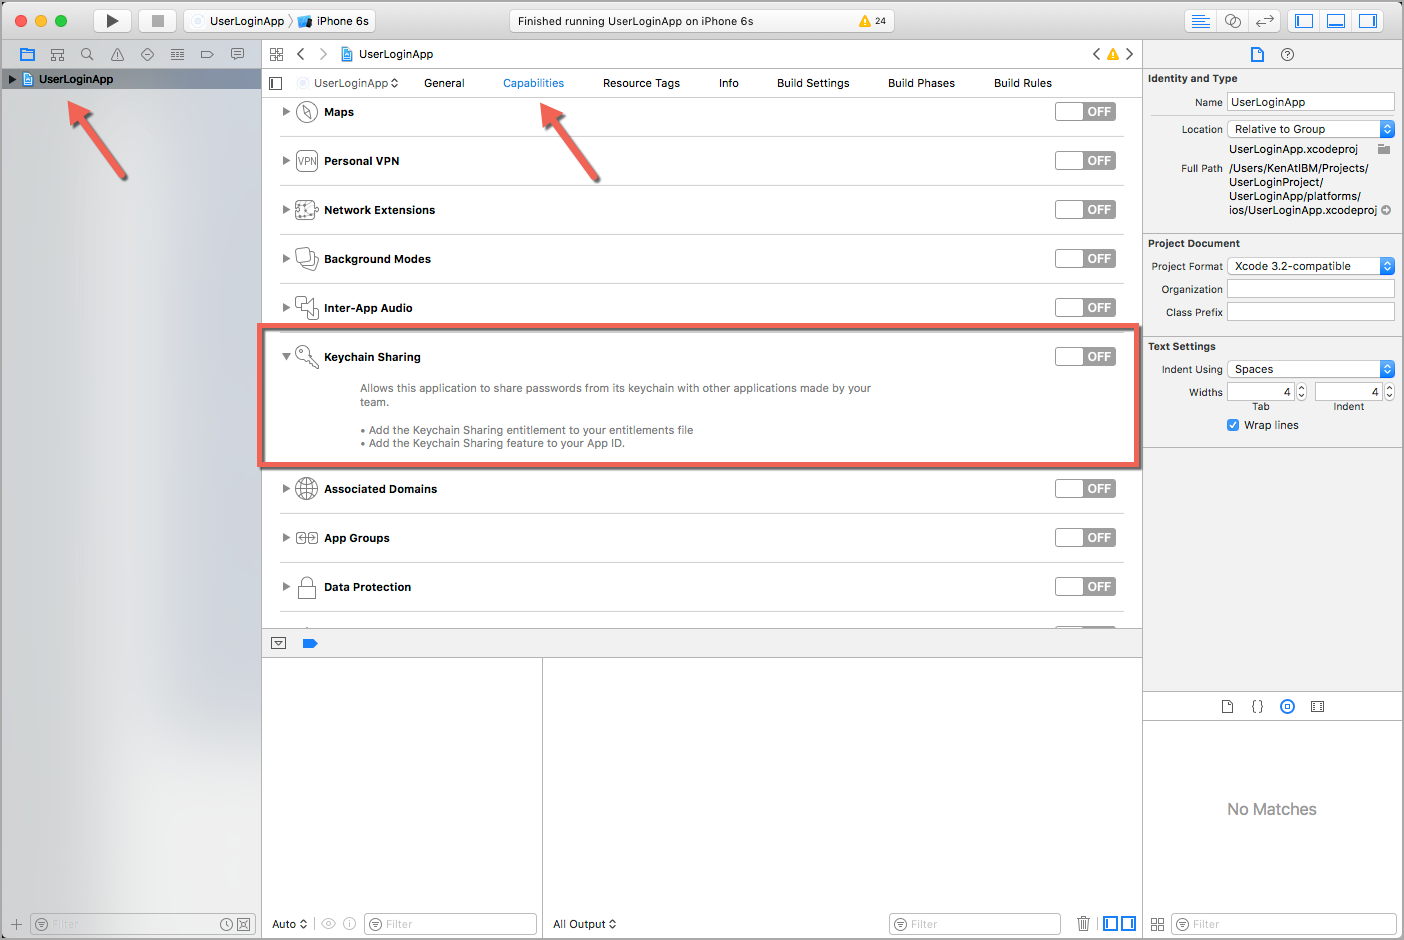 UserLoginApp
iPhone 6s
Finished running UserLoginApp on iPhone 6s
24
UserLoginApp
UserLoginApp
UserLoginApp
General
Capabilities
Resource Tags
Info
Build Settings
Build Phases
Build Rules
Maps
OFF
VPN
Personal VPN
OFF
Network Extensions
OFF
Background Modes
OFF
Inter-App Audio
OFF
Keychain Sharing
OFF
Allows this application to share passwords from its keychain with other applications made by your
team.
• Add the Keychain Sharing entitlement to your entitlements file
• Add the Keychain Sharing feature to your App ID.
Associated Domains
OFF
App Groups
OFF
Data Protection
OFF
Identity and Type
Name UserLoginApp
Location Relative to Group
UserLoginApp.xcodeproj
Full Path /Users/KenAtIBM/Projects/
UserLoginProject/
UserLoginApp/platforms/
ios/UserLoginApp.xcodeproj
Project Document
Project Format Xcode 3.2-compatible
Organization
Class Prefix
Text Settings
Indent Using Spaces
Widths 4 4
Tab Indent
Wrap lines
{}
No Matches
Filter
Auto
Filter
All Output
Filter
Filter